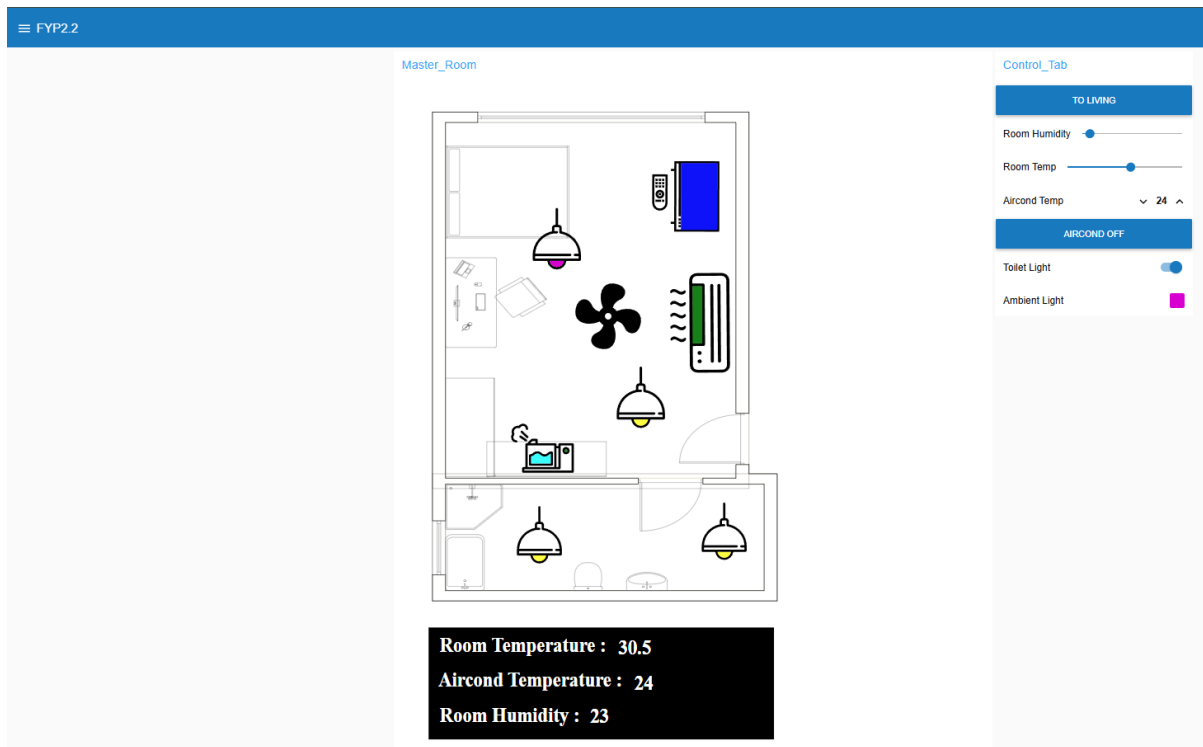 FYP2.2
Master_Room
Control_Tab
TO LIVING
Room Humidity
Room Temp
Aircond Temp 24
AIRCOND OFF
Toilet Light
Ambient Light
Room Temperature : 30.5
Aircond Temperature : 24
Room Humidity : 23